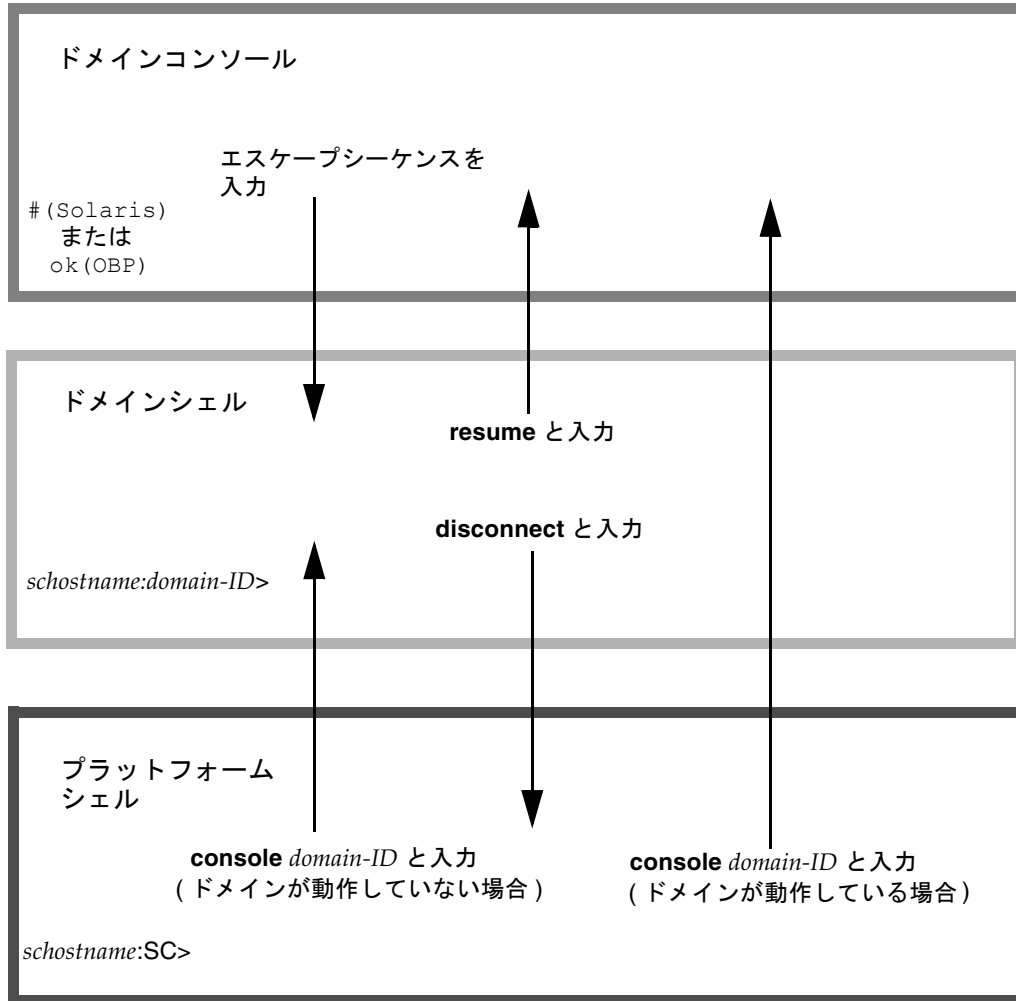 ドメインコンソール
エスケープシーケンスを
入力
#(Solaris)
または
ok(OBP)
ドメインシェル
resume と入力
disconnect と入力
schostname:domain-ID>
プラットフォーム
シェル
console domain-ID と入力
( ドメインが動作していない場合 )
console domain-ID と入力
( ドメインが動作している場合 )
schostname:SC>